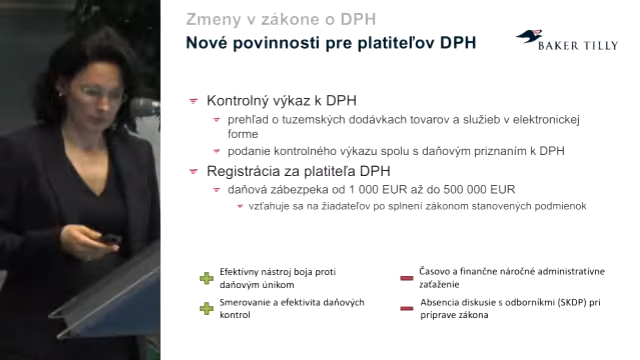 Zmeny v zákone o DPH
Nové povinnosti pre platiteľov DPH
BAKER TILLY
Kontrolný výkaz k DPH
prehľad o tuzemských dodávkach tovarov a služieb v elektronickej
forme
podanie kontrolného výkazu spolu s daňovým priznaním k DPH
Registrácia za platiteľa DPH
daňová zábezpeka od 1 000 EUR až do 500 000 EUR
vzťahuje sa na žiadateľov po splnení zákonom stanovených podmienok
Efektívny nástroj boja proti
daňovým únikom
Smerovanie a efektivita daňových
kontrol
Časovo a finančne náročné administratívne
zaťaženie
Absencia diskusie s odborníkmi (SKDP) pri
príprave zákona